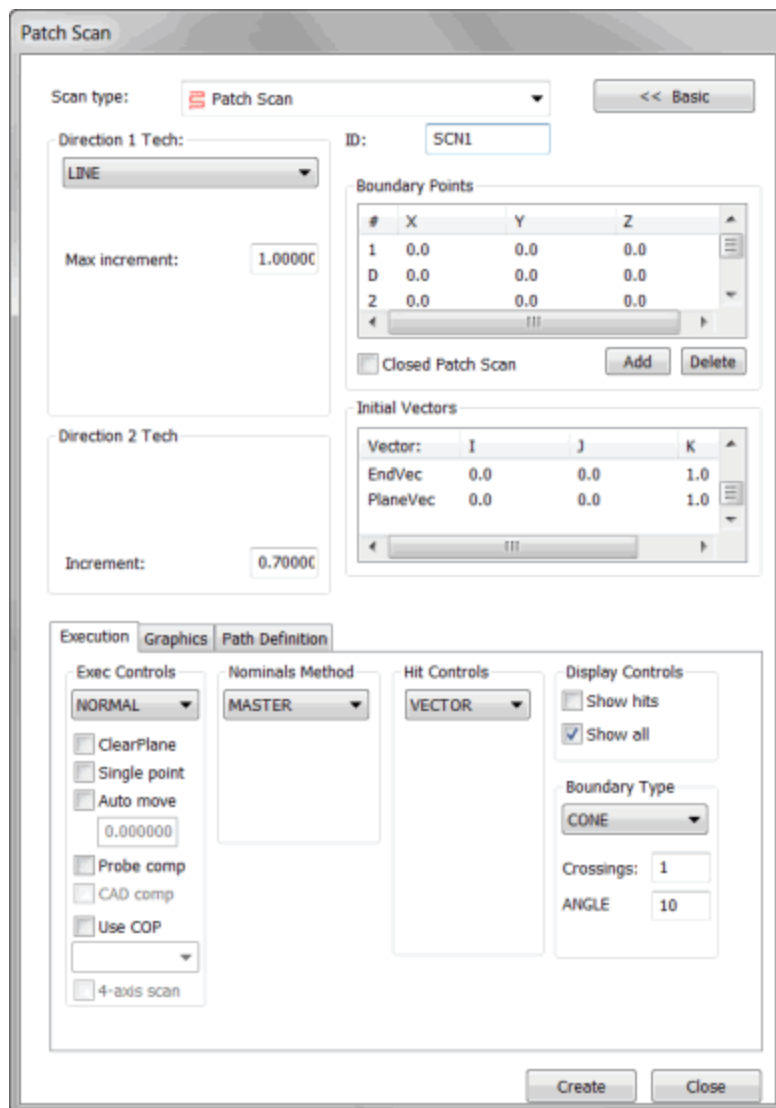 Patch Scan
Scan type: Patch Scan << Basic
Direction 1 Tech:
LINE
Max increment: 1.00000
ID: SCN1
Boundary Points
# X Y Z
1 0.0 0.0 0.0
D 0.0 0.0 0.0
2 0.0 0.0 0.0
Closed Patch Scan Add Delete
Direction 2 Tech
Increment: 0.70000
Initial Vectors
Vector: I J K
EndVec 0.0 0.0 1.0
PlaneVec 0.0 0.0 1.0
Execution Graphics Path Definition
Exec Controls
NORMAL
ClearPlane
Single point
Auto move
0.000000
Probe comp
CAD comp
Use COP
4-axis scan
Nominals Method
MASTER
Hit Controls
VECTOR
Display Controls
Show hits
Show all
Boundary Type
CONE
Crossings: 1
ANGLE 10
Create Close